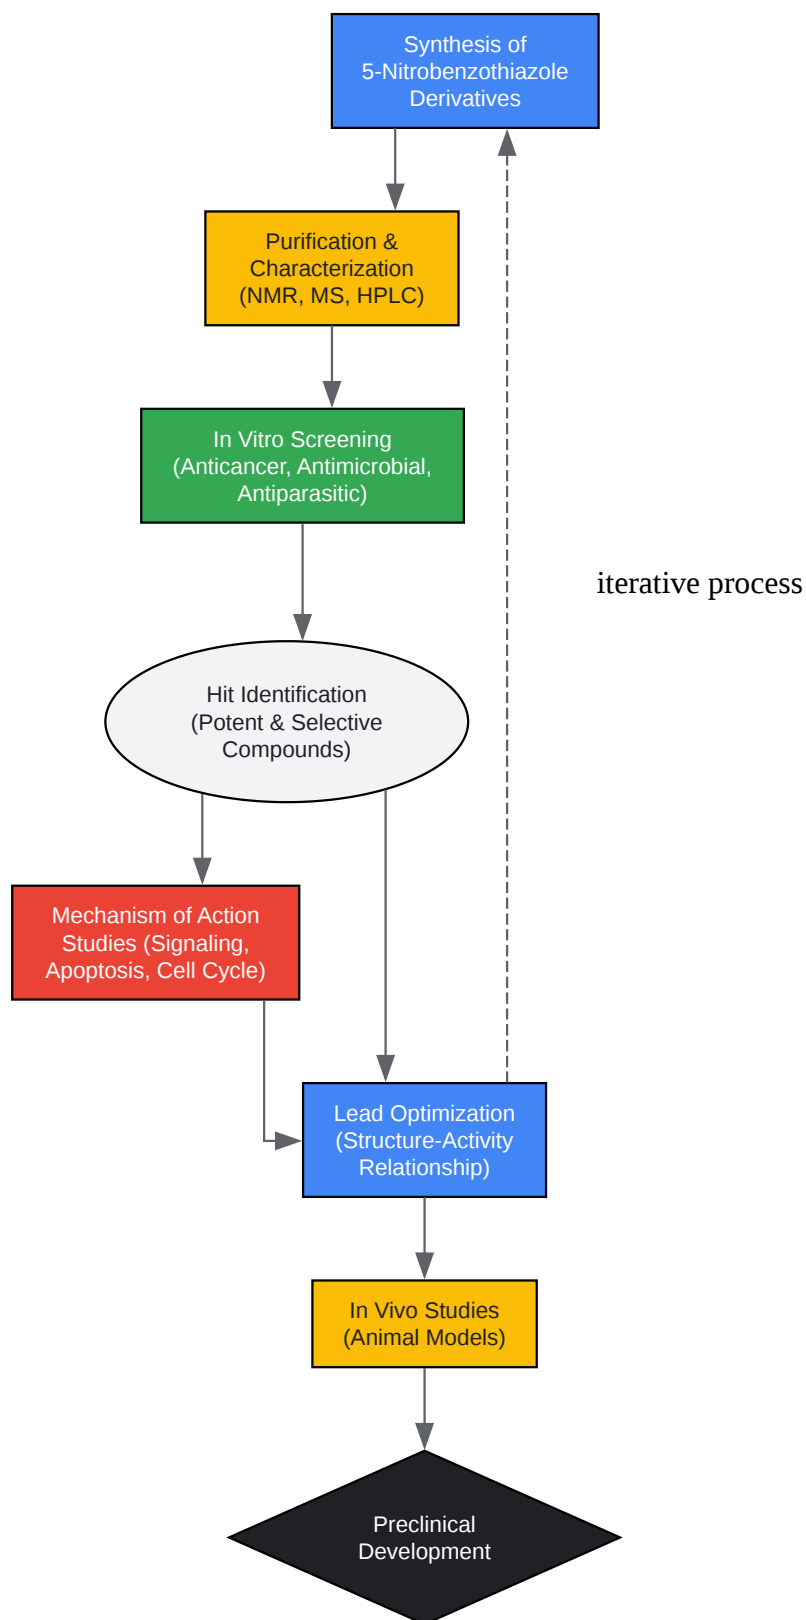 Synthesis of
5-Nitrobenzothiazole
Derivatives
Purification &
Characterization
(NMR, MS, HPLC)
In Vitro Screening
(Anticancer, Antimicrobial,
Antiparasitic)
iterative process
Hit Identification
(Potent & Selective
Compounds)
Mechanism of Action
Studies (Signaling,
Apoptosis, Cell Cycle)
Lead Optimization
(Structure-Activity
Relationship)
In Vivo Studies
(Animal Models)
Preclinical
Development